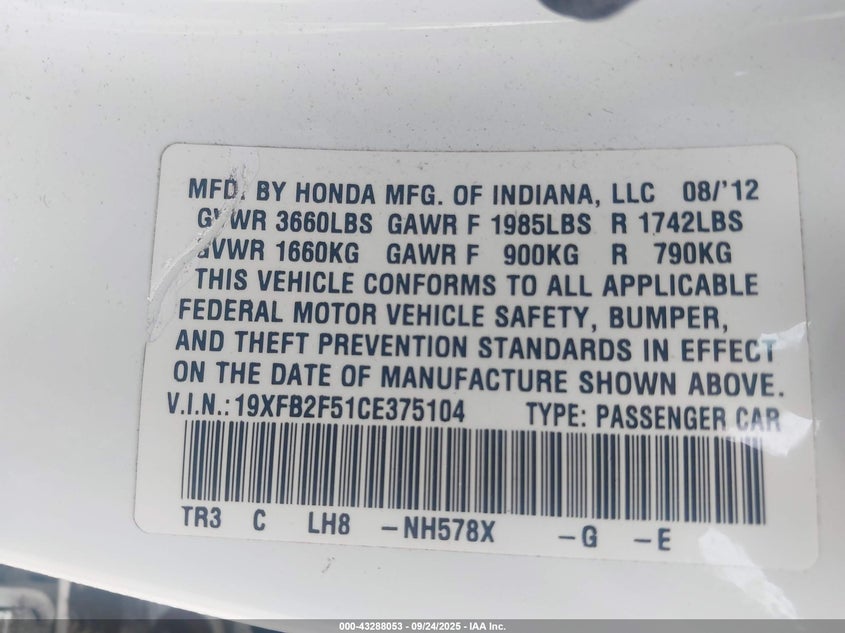 MFD. BY HONDA MFG. OF INDIANA, LLC 08/'12
GVWR 3660LBS GAWR F 1985LBS R 1742LBS
GVWR 1660KG GAWR F 900KG R 790KG
THIS VEHICLE CONFORMS TO ALL APPLICABLE
FEDERAL MOTOR VEHICLE SAFETY, BUMPER,
AND THEFT PREVENTION STANDARDS IN EFFECT
ON THE DATE OF MANUFACTURE SHOWN ABOVE.
V.I.N.:19XFB2F51CE375104 TYPE: PASSENGER CAR
TR3 C LH8 -NH578X -G -E
000-43288053 - 09/24/2025 - IAA Inc.